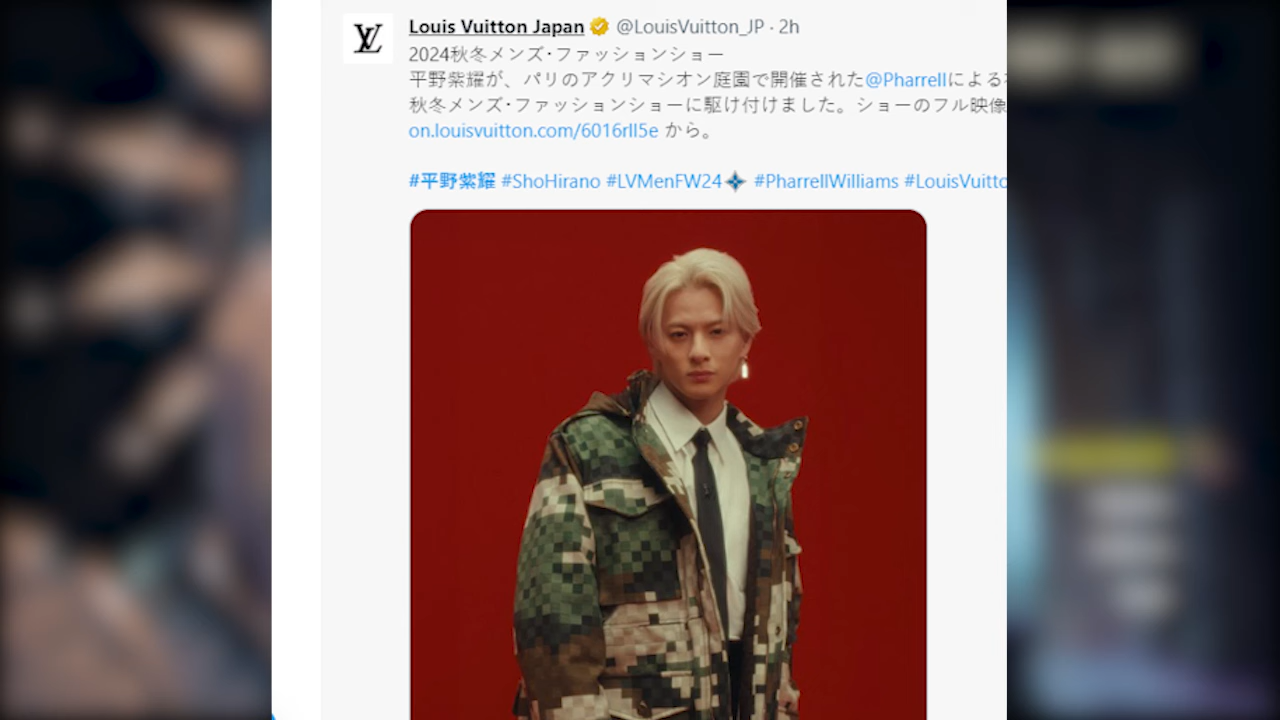 Louis Vuitton Japan @LouisVuitton_JP · 2h
2024秋冬メンズ・ファッションショー
平野紫耀が、パリのアクリマシオン庭園で開催された@Pharrellによる
秋冬メンズ・ファッションショーに駆け付けました。ショーのフル映像
on.louisvuitton.com/6016rll5e から。
#平野紫耀 #ShoHirano #LVMenFW24 #PharrellWilliams #LouisVuitto